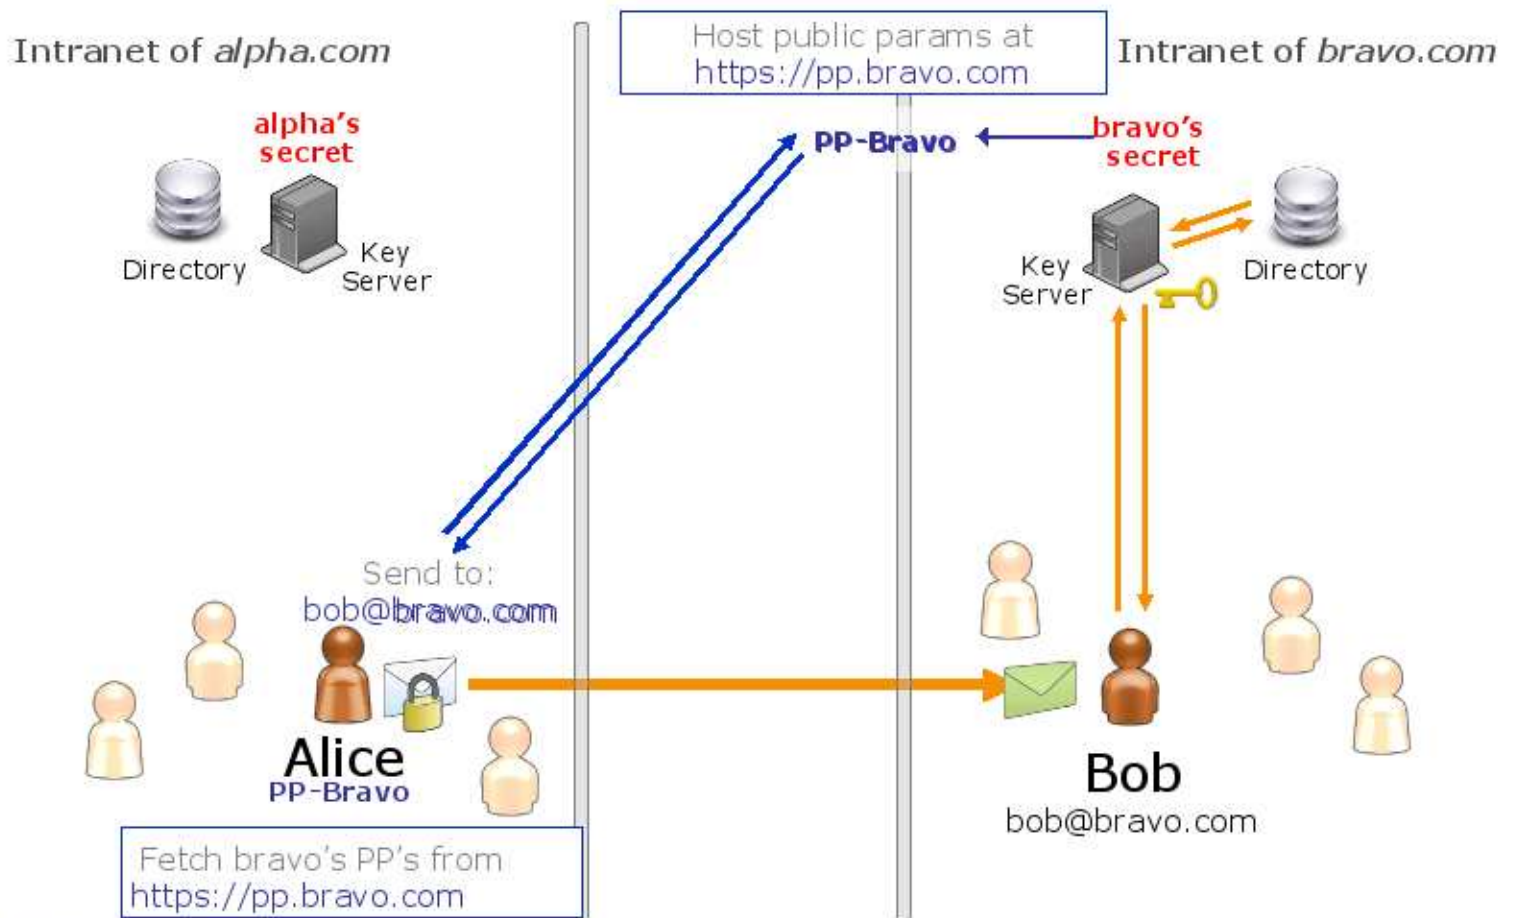 Intranet of alpha.com
Host public params at
https://pp.bravo.com
Intranet of bravo.com
alpha's
secret
PP-Bravo
bravo's
secret
Directory
Key
Server
Key
Server
Directory
Send to:
bob@bravo.com
Alice
PP-Bravo
Bob
bob@bravo.com
Fetch bravo's PP's from
https://pp.bravo.com